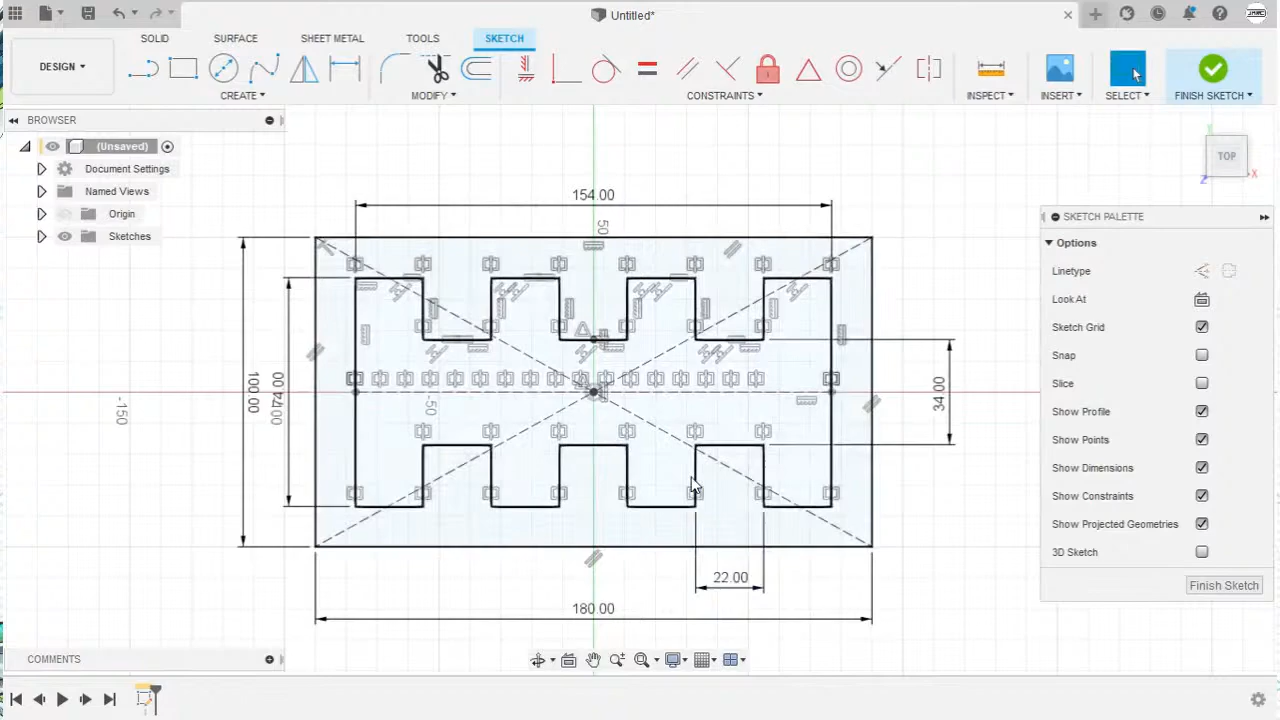 Untitled*
DESIGN
SOLID
SURFACE
SHEET METAL
TOOLS
SKETCH
CREATE
MODIFY
CONSTRAINTS
INSPECT
INSERT
SELECT
FINISH SKETCH
BROWSER
(Unsaved)
Document Settings
Named Views
Origin
Sketches
TOP
Y
X
Z
154.00
50
100.00
-150
-50
34.00
22.00
180.00
SKETCH PALETTE
Options
Linetype
Look At
Sketch Grid
Snap
Slice
Show Profile
Show Points
Show Dimensions
Show Constraints
Show Projected Geometries
3D Sketch
Finish Sketch
COMMENTS